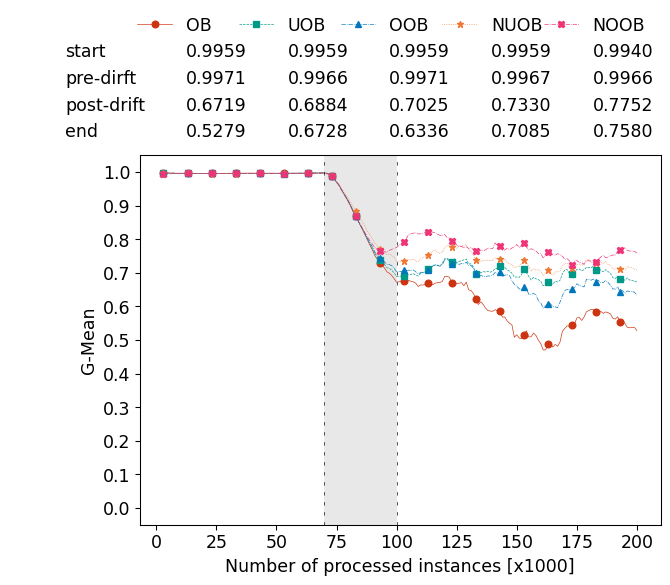 OB UOB OOB NUOB NOOB
start 0.9959 0.9959 0.9959 0.9959 0.9940
pre-dirft 0.9971 0.9966 0.9971 0.9967 0.9966
post-drift 0.6719 0.6884 0.7025 0.7330 0.7752
end 0.5279 0.6728 0.6336 0.7085 0.7580
1.0
0.9
0.8
0.7
0.6
0.5
0.4
0.3
0.2
0.1
0.0
G-Mean
0 25 50 75 100 125 150 175 200
Number of processed instances [x1000]